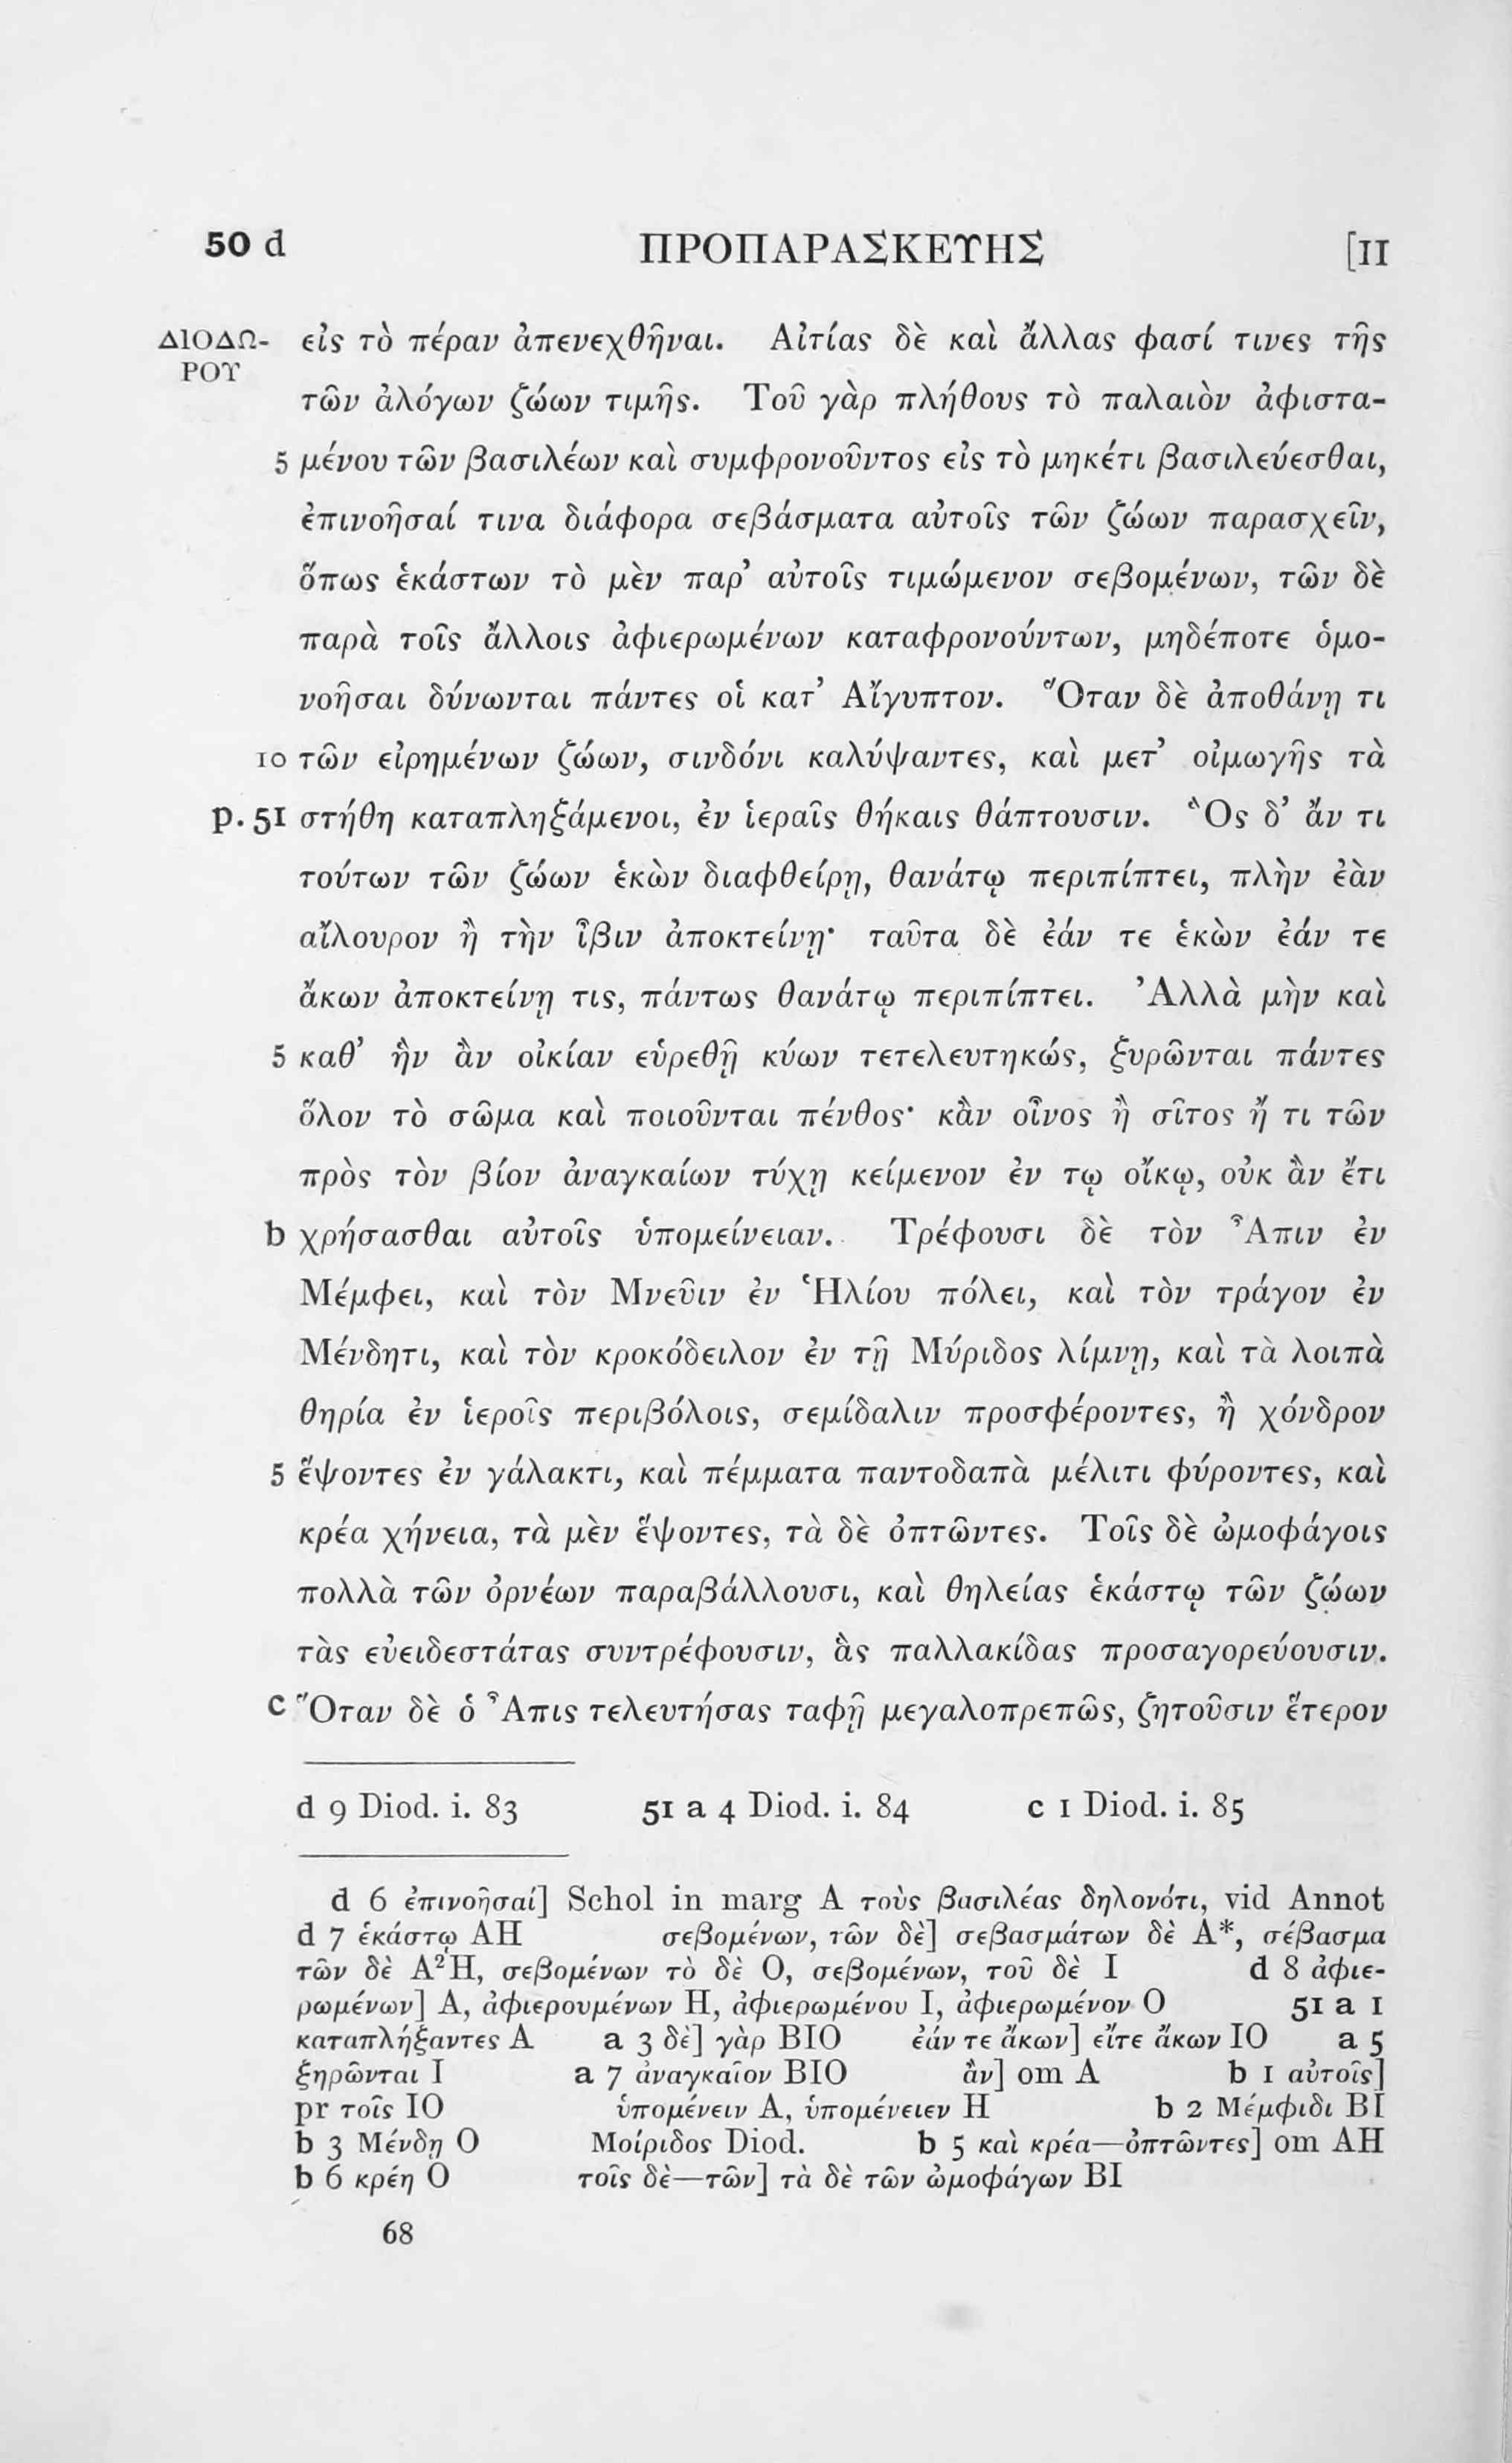 50 d ΠΡΟΠΑΡΑΣΚΕΥΗΣ [II
ΔΙΟΔΩ- εἰς τὸ πέραν ἀπενεχθῆναι. Αἰτίας δὲ καὶ ἄλλας φασί τινες τῆς
ΡΟΥ
τῶν ἀλόγων ζώων τιμῆς. Τοῦ γὰρ πλήθους τὸ παλαιὸν ἀφιστα-
5 μένου τῶν βασιλέων καὶ συμφρονοῦντος εἰς τὸ μηκέτι βασιλεύεσθαι,
ἐπινοῆσαί τινα διάφορα σεβάσματα αὐτοῖς τῶν ζώων παρασχεῖν,
ὅπως ἑκάστων τὸ μὲν παρ’ αὐτοῖς τιμώμενον σεβομένων, τῶν δὲ
παρὰ τοῖς ἄλλοις ἀφιερωμένων καταφρονούντων, μηδέποτε ὁμο-
νοῆσαι δύνωνται πάντες οἱ κατ’ Αἴγυπτον. Ὅταν δὲ ἀποθάνῃ τι
10 τῶν εἰρημένων ζώων, σινδόνι καλύψαντες, καὶ μετ’ οἰμωγῆς τὰ
p. 51 στήθη καταπληξάμενοι, ἐν ἱεραῖς θήκαις θάπτουσιν. Ὃς δ’ ἄν τι
τούτων τῶν ζώων ἑκὼν διαφθείρῃ, θανάτῳ περιπίπτει, πλὴν ἐὰν
αἴλουρον ἢ τὴν ἶβιν ἀποκτείνῃ· ταῦτα δὲ ἐάν τε ἑκὼν ἐάν τε
ἄκων ἀποκτείνῃ τις, πάντως θανάτῳ περιπίπτει. Ἀλλὰ μὴν καὶ
5 καθ’ ἣν ἂν οἰκίαν εὑρεθῇ κύων τετελευτηκώς, ξυρῶνται πάντες
ὅλον τὸ σῶμα καὶ ποιοῦνται πένθος· κἂν οἶνος ἢ σῖτος ἤ τι τῶν
πρὸς τὸν βίον ἀναγκαίων τύχῃ κείμενον ἐν τῳ οἴκῳ, οὐκ ἂν ἔτι
b χρήσασθαι αὐτοῖς ὑπομείνειαν. Τρέφουσι δὲ τὸν Ἆπιν ἐν
Μέμφει, καὶ τὸν Μνεῦιν ἐν Ἡλίου πόλει, καὶ τὸν τράγον ἐν
Μένδητι, καὶ τὸν κροκόδειλον ἐν τῇ Μύριδος λίμνῃ, καὶ τὰ λοιπὰ
θηρία ἐν ἱεροῖς περιβόλοις, σεμίδαλιν προσφέροντες, ἢ χόνδρον
5 ἕψοντες ἐν γάλακτι, καὶ πέμματα παντοδαπὰ μέλιτι φύροντες, καὶ
κρέα χήνεια, τὰ μὲν ἕψοντες, τὰ δὲ ὀπτῶντες. Τοῖς δὲ ὠμοφάγοις
πολλὰ τῶν ὀρνέων παραβάλλουσι, καὶ θηλείας ἑκάστῳ τῶν ζώων
τὰς εὐειδεστάτας συντρέφουσιν, ἃς παλλακίδας προσαγορεύουσιν.
c Ὅταν δὲ ὁ Ἆπις τελευτήσας ταφῇ μεγαλοπρεπῶς, ζητοῦσιν ἕτερον
d 9 Diod. i. 83 51 a 4 Diod. i. 84 c 1 Diod. i. 85
d 6 ἐπινοῆσαί] Schol in marg A τοὺς βασιλέας δηλονότι, vid Annot
d 7 ἑκάστῳ AH σεβομένων, τῶν δὲ] σεβασμάτων δὲ A*, σέβασμα
τῶν δὲ A²H, σεβομένων τὸ δὲ O, σεβομένων, τοῦ δὲ I d 8 ἀφιε-
ρωμένων] A, ἀφιερουμένων H, ἀφιερωμένου I, ἀφιερωμένον O 51 a 1
καταπλήξαντες A a 3 δὲ] γὰρ BIO ἐάν τε ἄκων] εἴτε ἄκων IO a 5
ξηρῶνται I a 7 ἀναγκαῖον BIO ἂν] om A b 1 αὐτοῖς]
pr τοῖς IO ὑπομένειν A, ὑπομένειεν H b 2 Μέμφιδι BI
b 3 Μένδῃ O Μοίριδος Diod. b 5 καὶ κρέα—ὀπτῶντες] om AH
b 6 κρέη O τοῖς δὲ—τῶν] τὰ δὲ τῶν ὠμοφάγων BI
68